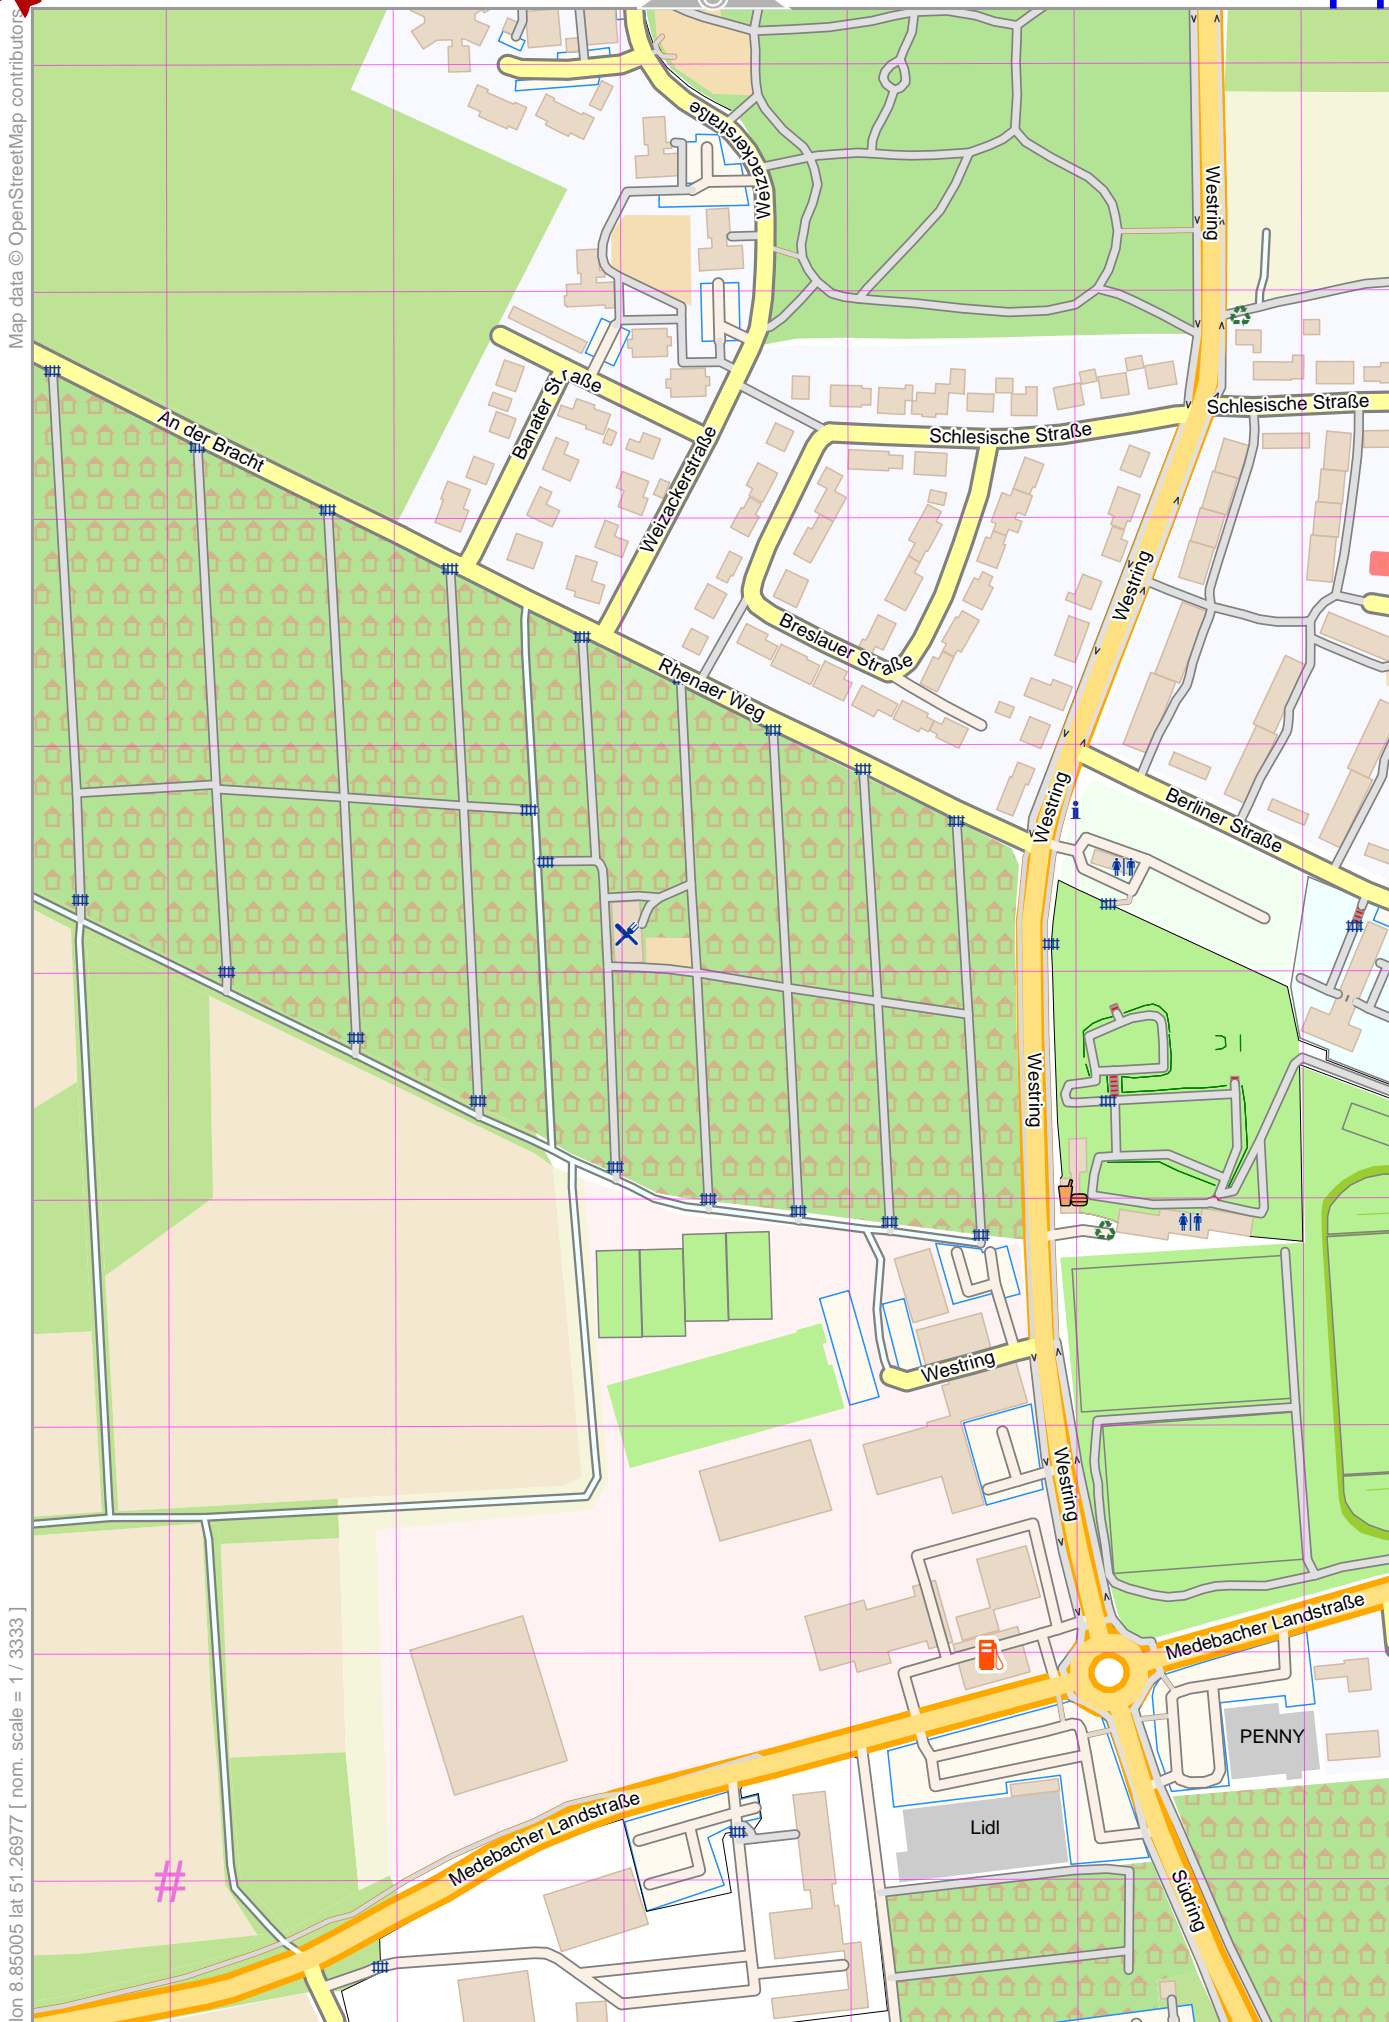 Map data © OpenStreetMap contributors
Weizackerstraße
Weizackerstraße
Westring
Schlesische Straße
Banater Straße
An der Bracht
Schlesische Straße
Weizackerstraße
Westring
Breslauer Straße
Rhenaer Weg
Westring
Berliner Straße
i
Westring
Westring
Westring
Medebacher Landstraße
PENNY
Medebacher Landstraße
Lidl
Südring
#
lon 8.85005 lat 51.26977 [ nom. scale = 1 / 3333 ]